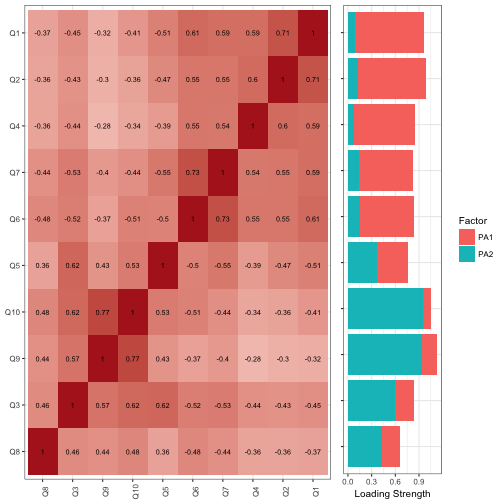 Q1 -0.37 -0.45 -0.32 -0.41 -0.51 0.61 0.59 0.59 0.71 1
Q2 -0.36 -0.43 -0.3 -0.36 -0.47 0.55 0.55 0.6 1 0.71
Q4 -0.36 -0.44 -0.28 -0.34 -0.39 0.55 0.54 1 0.6 0.59
Q7 -0.44 -0.53 -0.4 -0.44 -0.55 0.73 1 0.54 0.55 0.59
Q6 -0.48 -0.52 -0.37 -0.51 -0.5 1 0.73 0.55 0.55 0.61
Q5 0.36 0.62 0.43 0.53 1 -0.5 -0.55 -0.39 -0.47 -0.51
Q10 0.48 0.62 0.77 1 0.53 -0.51 -0.44 -0.34 -0.36 -0.41
Q9 0.44 0.57 1 0.77 0.43 -0.37 -0.4 -0.28 -0.3 -0.32
Q3 0.46 1 0.57 0.62 0.62 -0.52 -0.53 -0.44 -0.43 -0.45
Q8 1 0.46 0.44 0.48 0.36 -0.48 -0.44 -0.36 -0.36 -0.37
Q8 Q3 Q9 Q10 Q5 Q6 Q7 Q4 Q2 Q1
0.0 0.3 0.6 0.9
Loading Strength
Factor
PA1
PA2